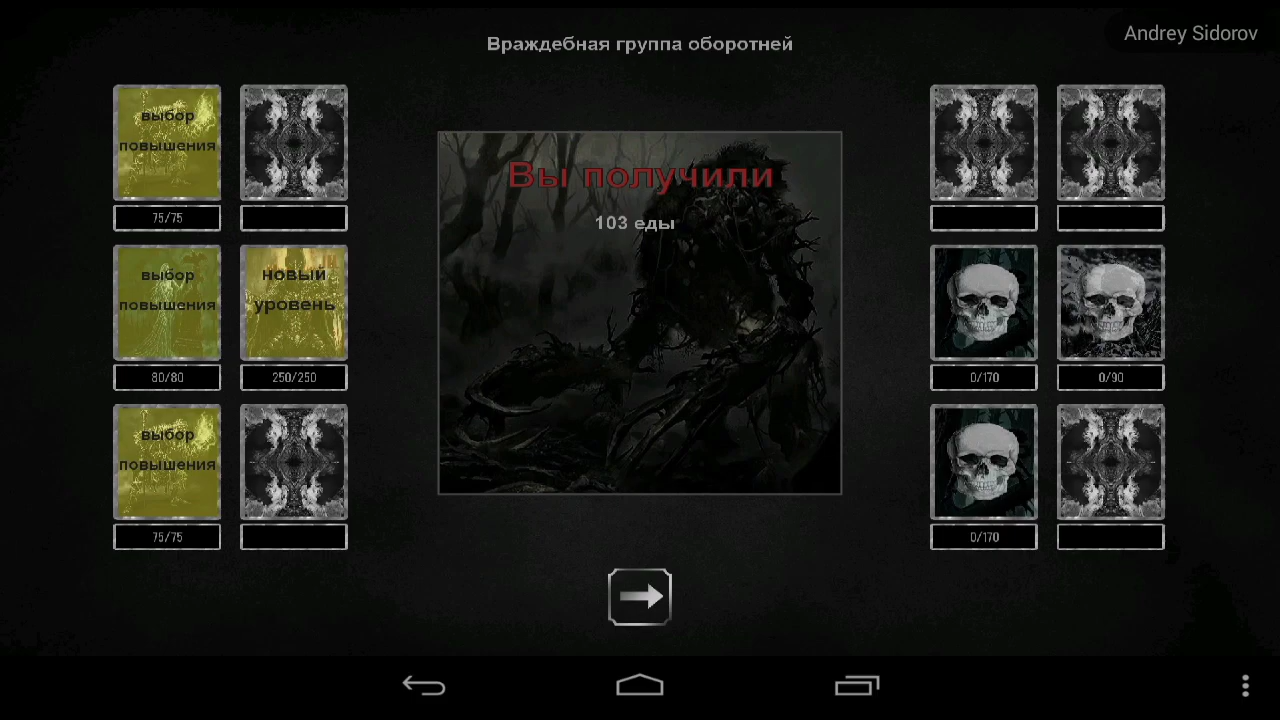 Andrey Sidorov
Враждебная группа оборотней
выбор
повышения
75/75
выбор
повышения
80/80
новый
уровень
250/250
выбор
повышения
75/75
Вы получили
103 еды
0/170
0/90
0/170